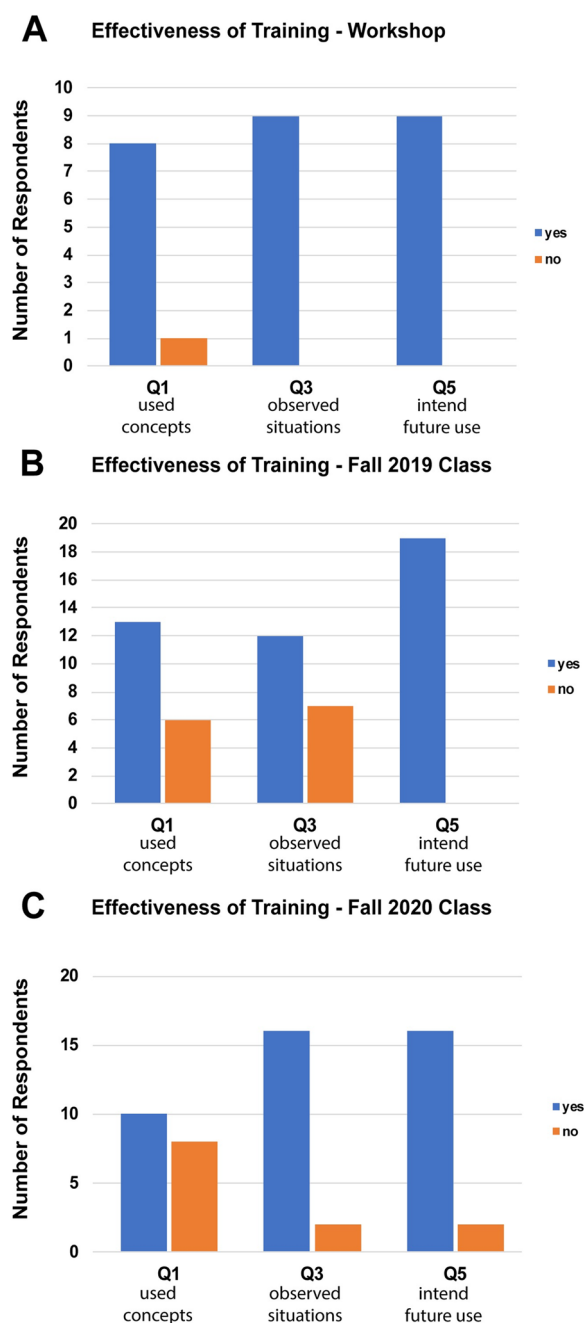 A Effectiveness of Training - Workshop
10
9
8
7
6
5
4
3
2
1
0
Number of Respondents
yes
no
Q1 Q3 Q5
used observed intend
concepts situations future use
B Effectiveness of Training - Fall 2019 Class
20
18
16
14
12
10
8
6
4
2
0
Number of Respondents
yes
no
Q1 Q3 Q5
used observed intend
concepts situations future use
C Effectiveness of Training - Fall 2020 Class
20
15
10
5
0
Number of Respondents
yes
no
Q1 Q3 Q5
used observed intend
concepts situations future use